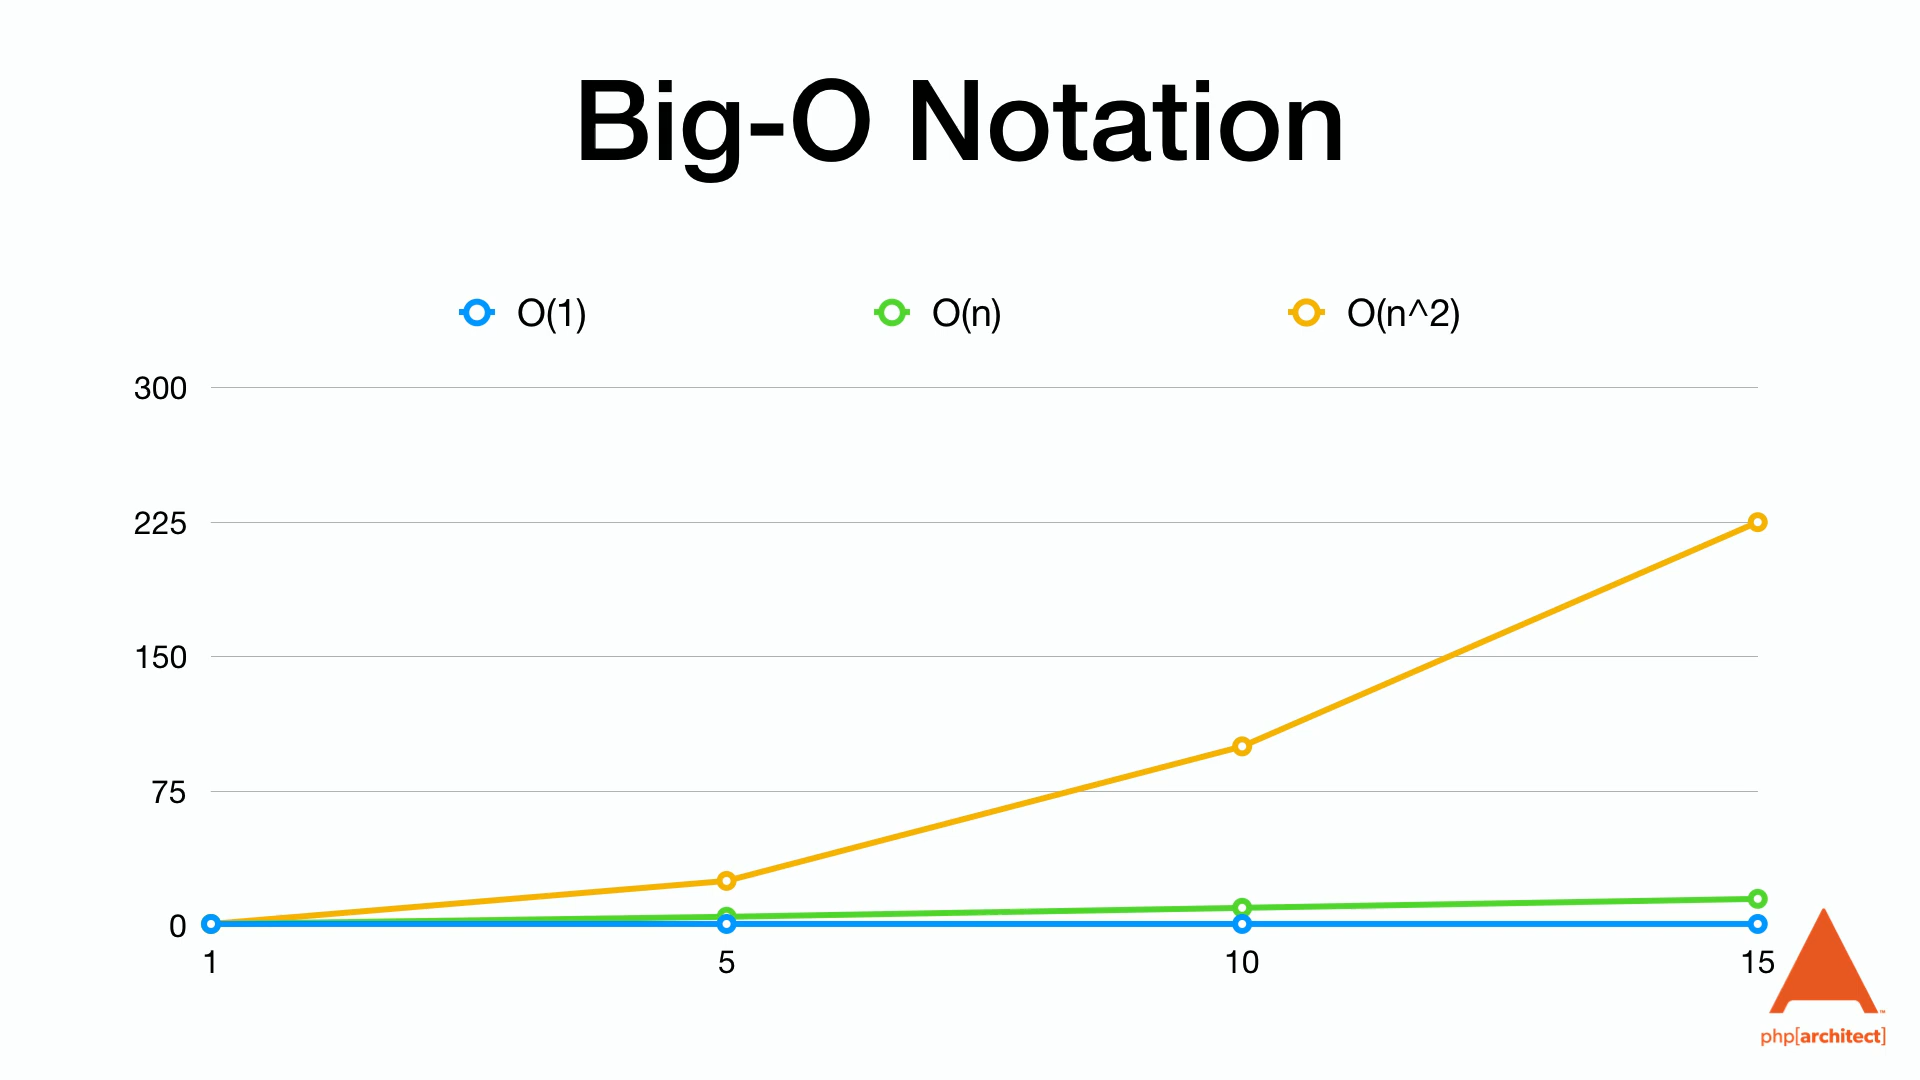 Big-O Notation
O(1) O(n) O(n^2)
300
225
150
75
0
1 5 10 15
php[architect]